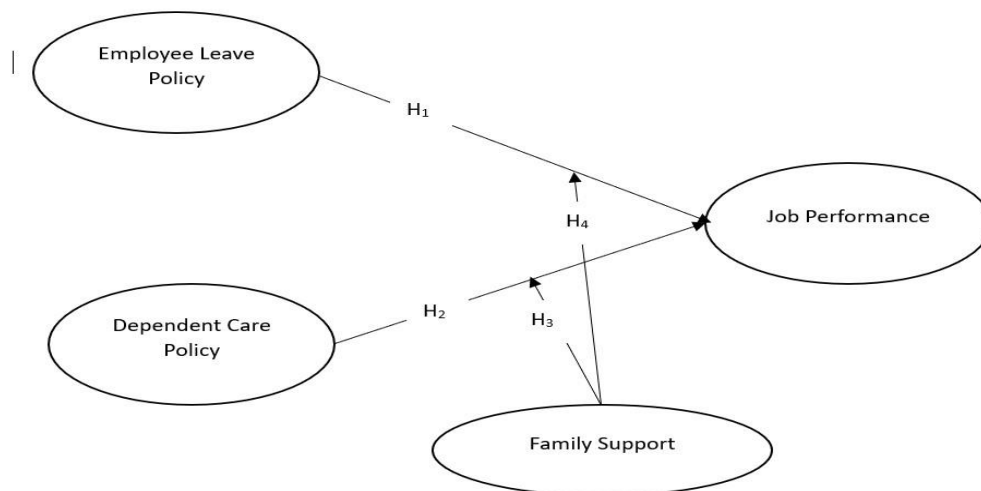 Employee Leave
Policy
H₁
Job Performance
H₄
H₂
H₃
Dependent Care
Policy
Family Support